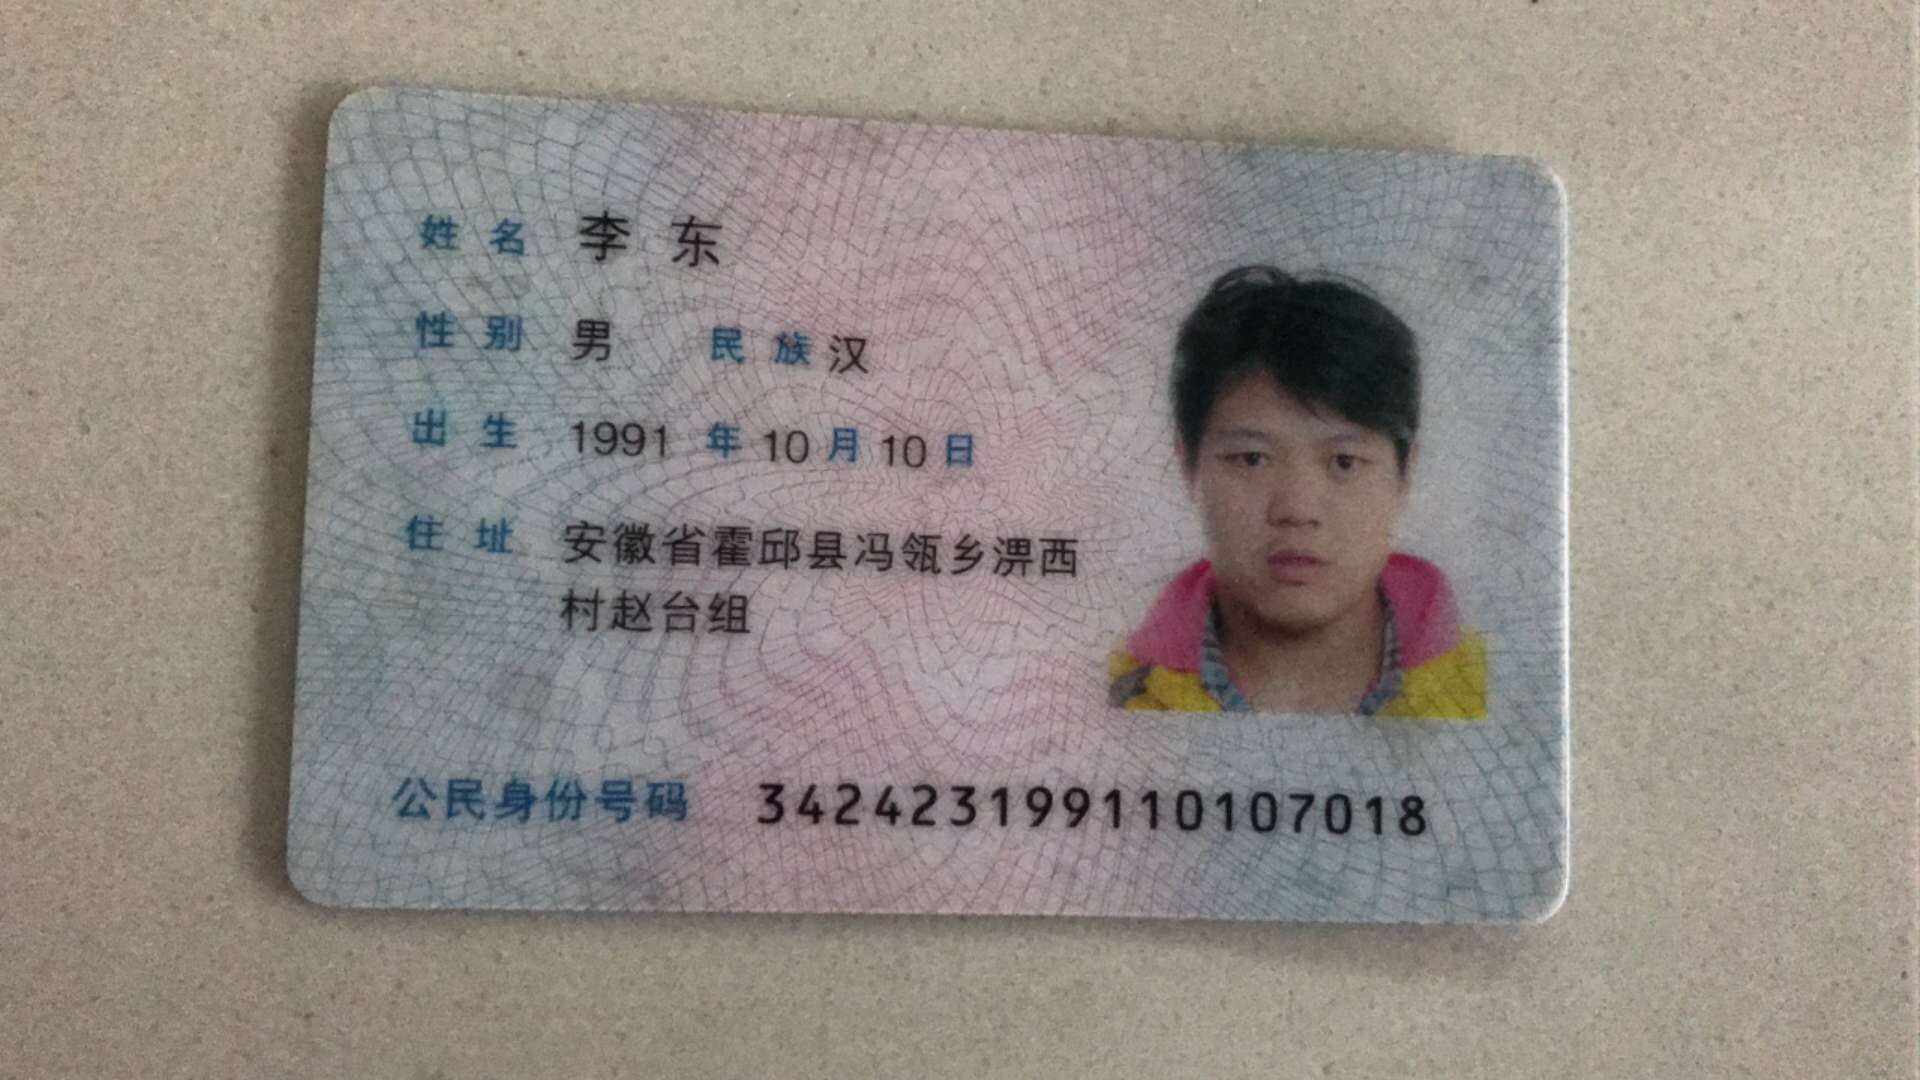 姓名 李东
性别 男 民族 汉
出生 1991 年 10 月 10 日
住址 安徽省霍邱县冯瓴乡淠西
村赵台组
公民身份号码 342423199110107018